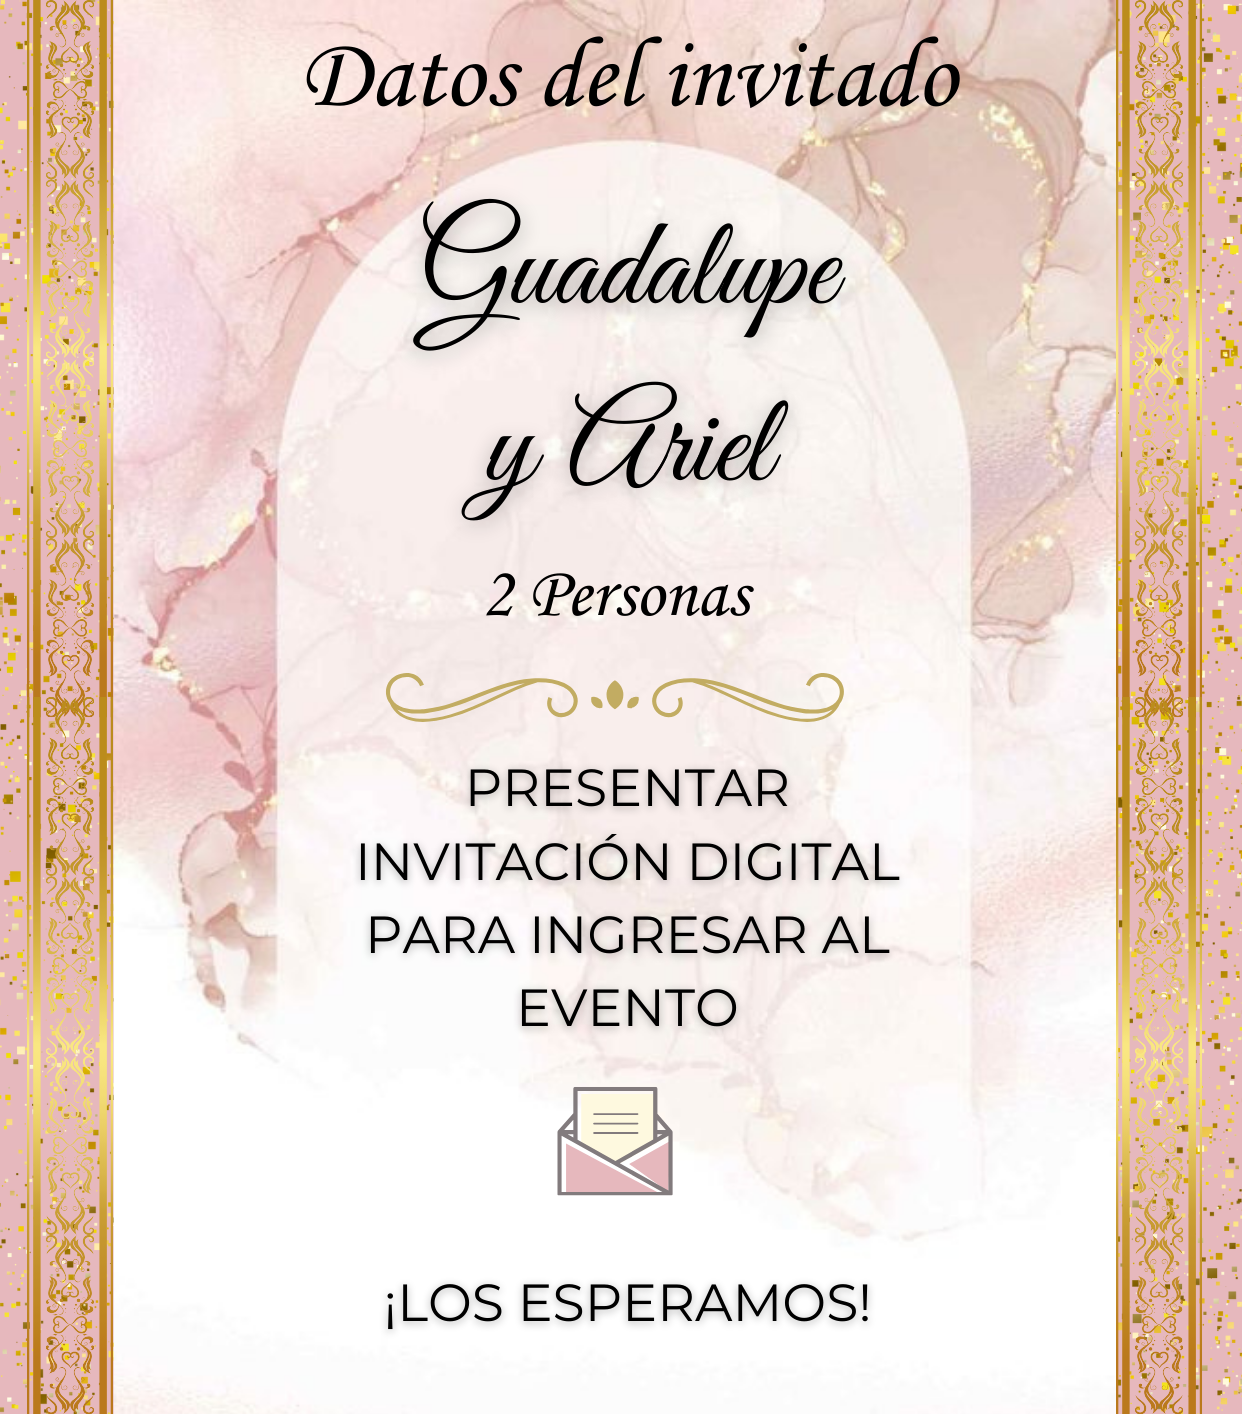 Datos del invitado
Guadalupe
y Ariel
2 Personas
PRESENTAR
INVITACIÓN DIGITAL
PARA INGRESAR AL
EVENTO
¡LOS ESPERAMOS!